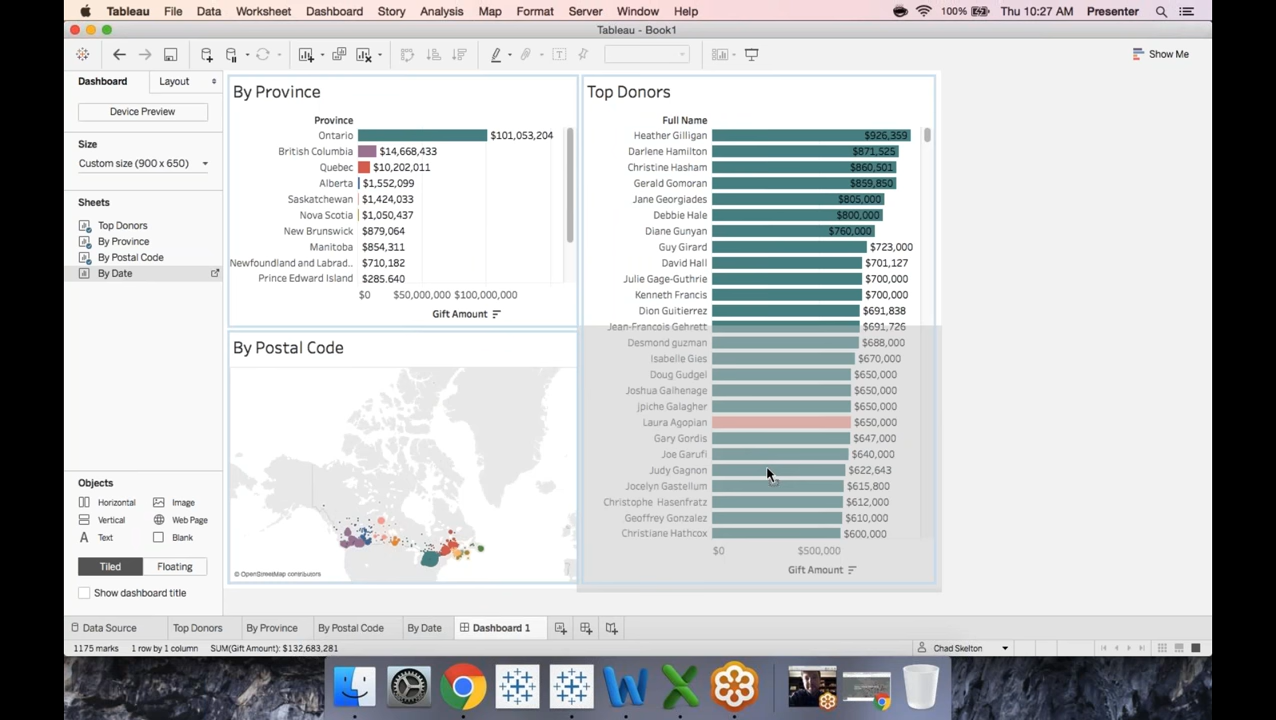 Tableau File Data Worksheet Dashboard Story Analysis Map Format Server Window Help 100% Thu 10:27 AM Presenter
Tableau - Book1
Show Me
Dashboard Layout
Device Preview
Size
Custom size (900 x 650)
Sheets
Top Donors
By Province
By Postal Code
By Date
Objects
Horizontal Image
Vertical Web Page
Text Blank
Tiled Floating
Show dashboard title
By Province
Province
Ontario $101,053,204
British Columbia $14,668,433
Quebec $10,202,011
Alberta $1,552,099
Saskatchewan $1,424,033
Nova Scotia $1,050,437
New Brunswick $879,064
Manitoba $854,311
Newfoundland and Labrad.. $710,182
Prince Edward Island $285,640
$0 $50,000,000 $100,000,000
Gift Amount
By Postal Code
© OpenStreetMap contributors
Top Donors
Full Name
Heather Gilligan $926,359
Darlene Hamilton $871,525
Christine Hasham $860,501
Gerald Gomoran $859,850
Jane Georgiades $805,000
Debbie Hale $800,000
Diane Gunyan $760,000
Guy Girard $723,000
David Hall $701,127
Julie Gage-Guthrie $700,000
Kenneth Francis $700,000
Dion Guitierrez $691,838
Jean-Francois Gehrett $691,726
Desmond guzman $688,000
Isabelle Gies $670,000
Doug Gudgel $650,000
Joshua Galhenage $650,000
jpiche Galagher $650,000
Laura Agopian $650,000
Gary Gordis $647,000
Joe Garufi $640,000
Judy Gagnon $622,643
Jocelyn Gastellum $615,800
Christophe Hasenfratz $612,000
Geoffrey Gonzalez $610,000
Christiane Hathcox $600,000
$0 $500,000
Gift Amount
Data Source Top Donors By Province By Postal Code By Date Dashboard 1
1175 marks 1 row by 1 column SUM(Gift Amount): $132,683,281 Chad Skelton